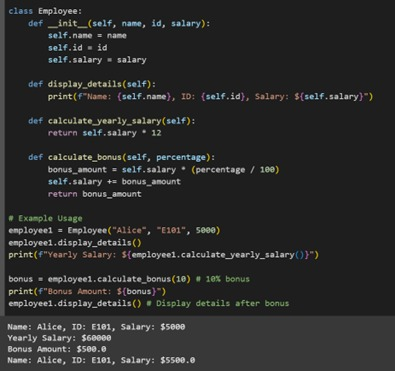 class Employee:
    def __init__(self, name, id, salary):
        self.name = name
        self.id = id
        self.salary = salary

    def display_details(self):
        print(f"Name: {self.name}, ID: {self.id}, Salary: ${self.salary}")

    def calculate_yearly_salary(self):
        return self.salary * 12

    def calculate_bonus(self, percentage):
        bonus_amount = self.salary * (percentage / 100)
        self.salary += bonus_amount
        return bonus_amount

# Example Usage
employee1 = Employee("Alice", "E101", 5000)
employee1.display_details()
print(f"Yearly Salary: ${employee1.calculate_yearly_salary()}")

bonus = employee1.calculate_bonus(10) # 10% bonus
print(f"Bonus Amount: ${bonus}")
employee1.display_details() # Display details after bonus

Name: Alice, ID: E101, Salary: $5000
Yearly Salary: $60000
Bonus Amount: $500.0
Name: Alice, ID: E101, Salary: $5500.0